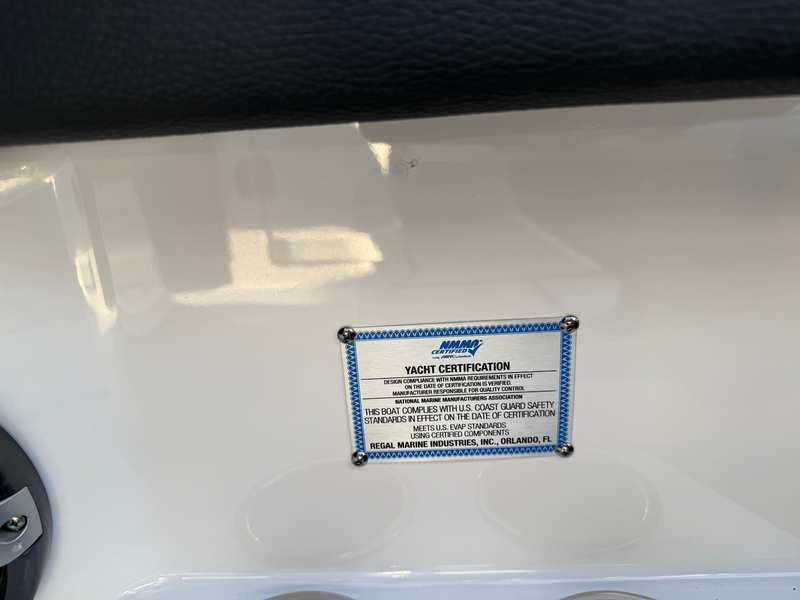 NMMA
CERTIFIED
YACHT CERTIFICATION
DESIGN COMPLIANCE WITH NMMA REQUIREMENTS IN EFFECT
ON THE DATE OF CERTIFICATION IS VERIFIED.
MANUFACTURER RESPONSIBLE FOR QUALITY CONTROL
NATIONAL MARINE MANUFACTURERS ASSOCIATION
THIS BOAT COMPLIES WITH U.S. COAST GUARD SAFETY
STANDARDS IN EFFECT ON THE DATE OF CERTIFICATION
MEETS U.S. EVAP STANDARDS
USING CERTIFIED COMPONENTS
REGAL MARINE INDUSTRIES, INC., ORLANDO, FL